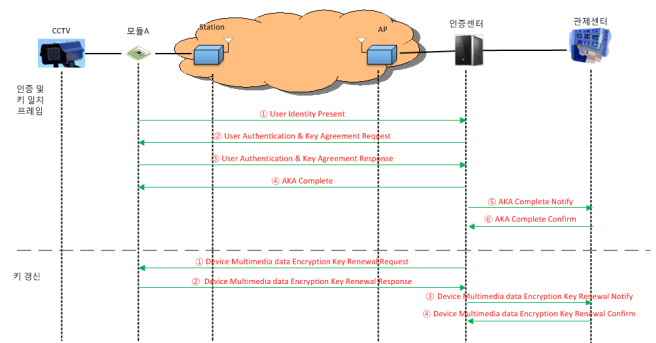 CCTV
모듈A
Station
AP
인증센터
관제센터
인증 및
키 일치
프레임
① User Identity Present
② User Authentication & Key Agreement Request
③ User Authentication & Key Agreement Response
④ AKA Complete
⑤ AKA Complete Notify
⑥ AKA Complete Confirm
키 갱신
① Device Multimedia data Encryption Key Renewal Request
② Device Multimedia data Encryption Key Renewal Response
③ Device Multimedia data Encryption Key Renewal Notify
④ Device Multimedia data Encryption Key Renewal Confirm